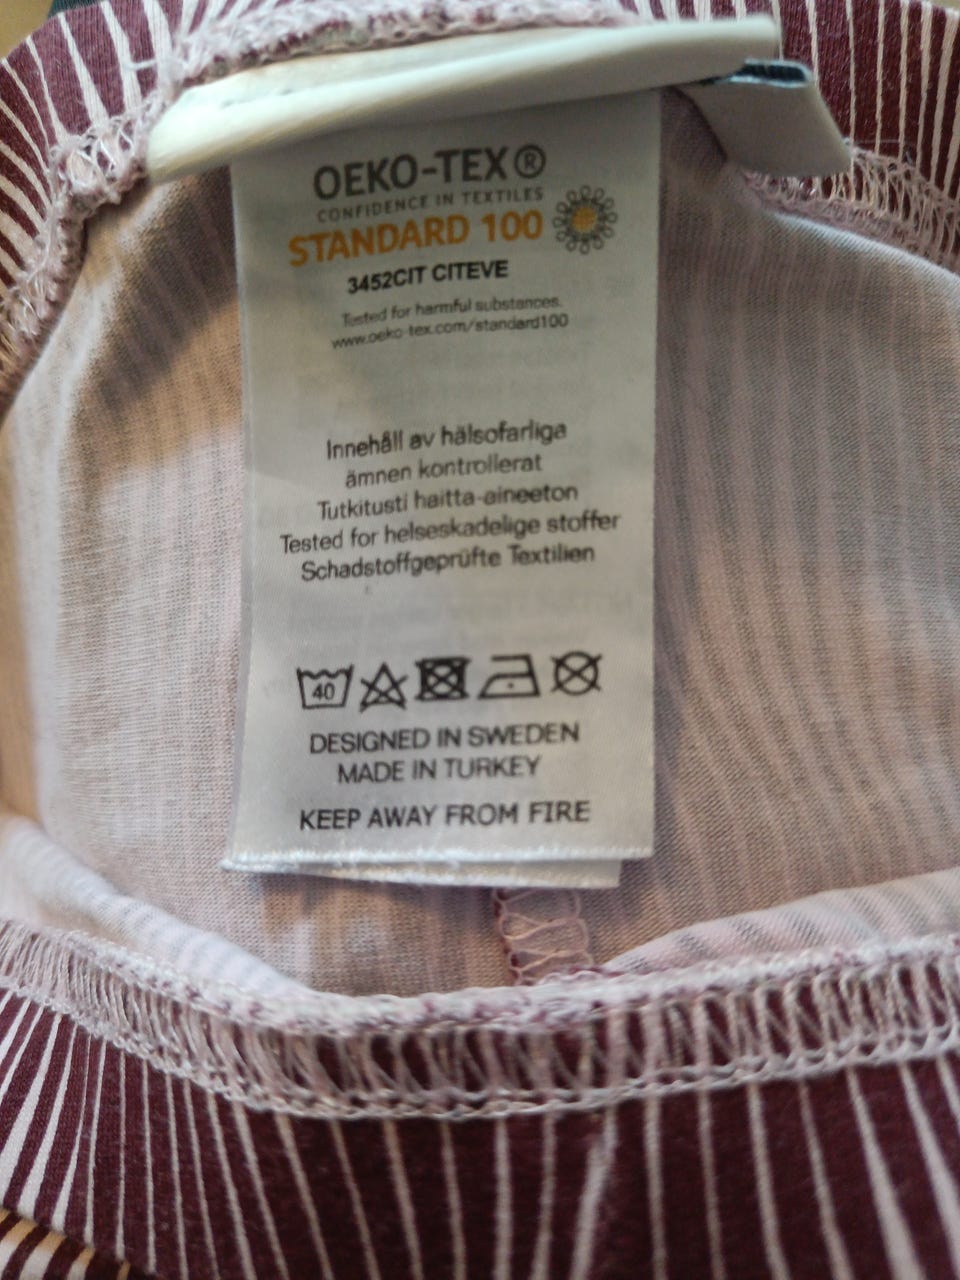 OEKO-TEX®
CONFIDENCE IN TEXTILES
STANDARD 100
3452CIT CITEVE
Tested for harmful substances.
www.oeko-tex.com/standard100
Innehåll av hälsofarliga
ämnen kontrollerat
Tutkitusti haitta-aineeton
Tested for helseskadelige stoffer
Schadstoffgeprüfte Textilien
40
DESIGNED IN SWEDEN
MADE IN TURKEY
KEEP AWAY FROM FIRE